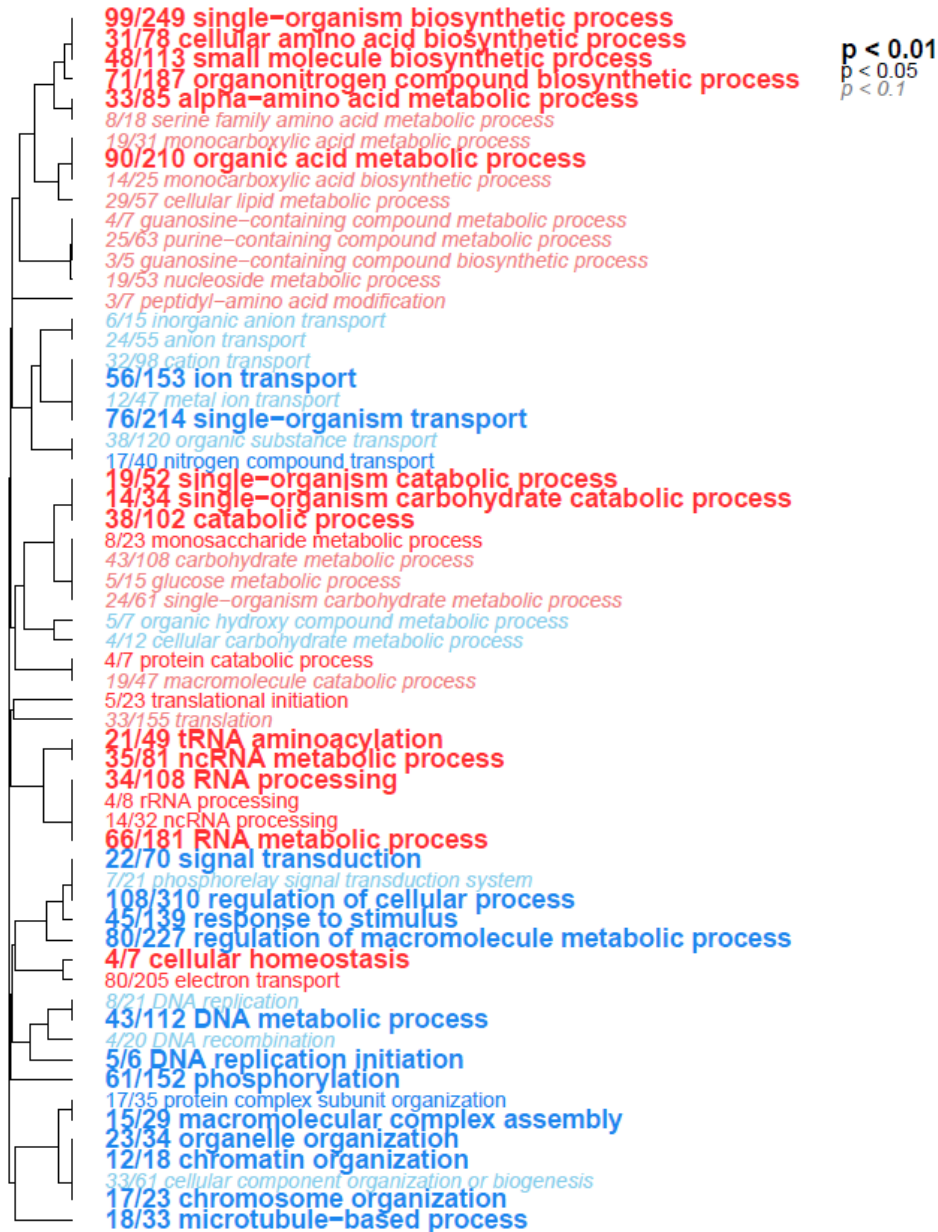 99/249 single−organism biosynthetic process
31/78 cellular amino acid biosynthetic process
48/113 small molecule biosynthetic process
71/187 organonitrogen compound biosynthetic process
33/85 alpha−amino acid metabolic process
8/18 serine family amino acid metabolic process
19/31 monocarboxylic acid metabolic process
90/210 organic acid metabolic process
14/25 monocarboxylic acid biosynthetic process
29/57 cellular lipid metabolic process
4/7 guanosine−containing compound metabolic process
25/63 purine−containing compound metabolic process
3/5 guanosine−containing compound biosynthetic process
19/53 nucleoside metabolic process
3/7 peptidyl−amino acid modification
6/15 inorganic anion transport
24/55 anion transport
32/98 cation transport
56/153 ion transport
12/47 metal ion transport
76/214 single−organism transport
38/120 organic substance transport
17/40 nitrogen compound transport
19/52 single−organism catabolic process
14/34 single−organism carbohydrate catabolic process
38/102 catabolic process
8/23 monosaccharide metabolic process
43/108 carbohydrate metabolic process
5/15 glucose metabolic process
24/61 single−organism carbohydrate metabolic process
5/7 organic hydroxy compound metabolic process
4/12 cellular carbohydrate metabolic process
4/7 protein catabolic process
19/47 macromolecule catabolic process
5/23 translational initiation
33/155 translation
21/49 tRNA aminoacylation
35/81 ncRNA metabolic process
34/108 RNA processing
4/8 rRNA processing
14/32 ncRNA processing
66/181 RNA metabolic process
22/70 signal transduction
7/21 phosphorelay signal transduction system
108/310 regulation of cellular process
45/139 response to stimulus
80/227 regulation of macromolecule metabolic process
4/7 cellular homeostasis
80/205 electron transport
8/21 DNA replication
43/112 DNA metabolic process
4/20 DNA recombination
5/6 DNA replication initiation
61/152 phosphorylation
17/35 protein complex subunit organization
15/29 macromolecular complex assembly
23/34 organelle organization
12/18 chromatin organization
33/61 cellular component organization or biogenesis
17/23 chromosome organization
18/33 microtubule−based process
p < 0.01
p < 0.05
p < 0.1